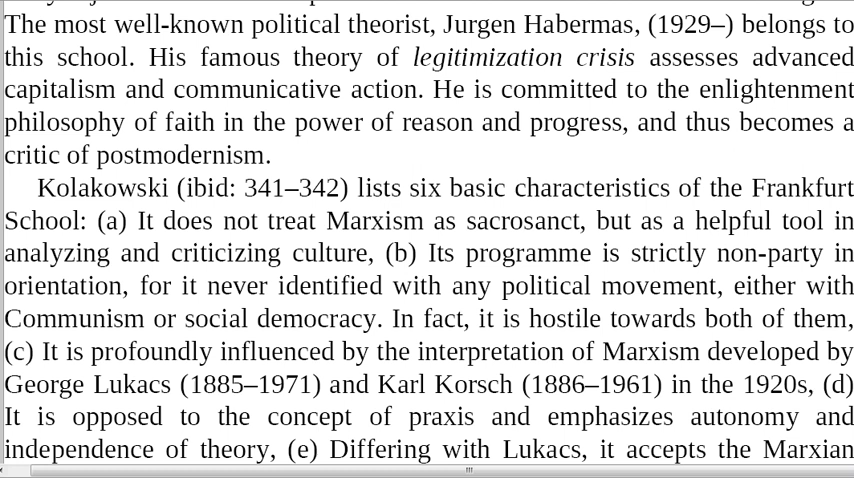 The most well-known political theorist, Jurgen Habermas, (1929–) belongs to
this school. His famous theory of legitimization crisis assesses advanced
capitalism and communicative action. He is committed to the enlightenment
philosophy of faith in the power of reason and progress, and thus becomes a
critic of postmodernism.
Kolakowski (ibid: 341–342) lists six basic characteristics of the Frankfurt
School: (a) It does not treat Marxism as sacrosanct, but as a helpful tool in
analyzing and criticizing culture, (b) Its programme is strictly non-party in
orientation, for it never identified with any political movement, either with
Communism or social democracy. In fact, it is hostile towards both of them,
(c) It is profoundly influenced by the interpretation of Marxism developed by
George Lukacs (1885–1971) and Karl Korsch (1886–1961) in the 1920s, (d)
It is opposed to the concept of praxis and emphasizes autonomy and
independence of theory, (e) Differing with Lukacs, it accepts the Marxian